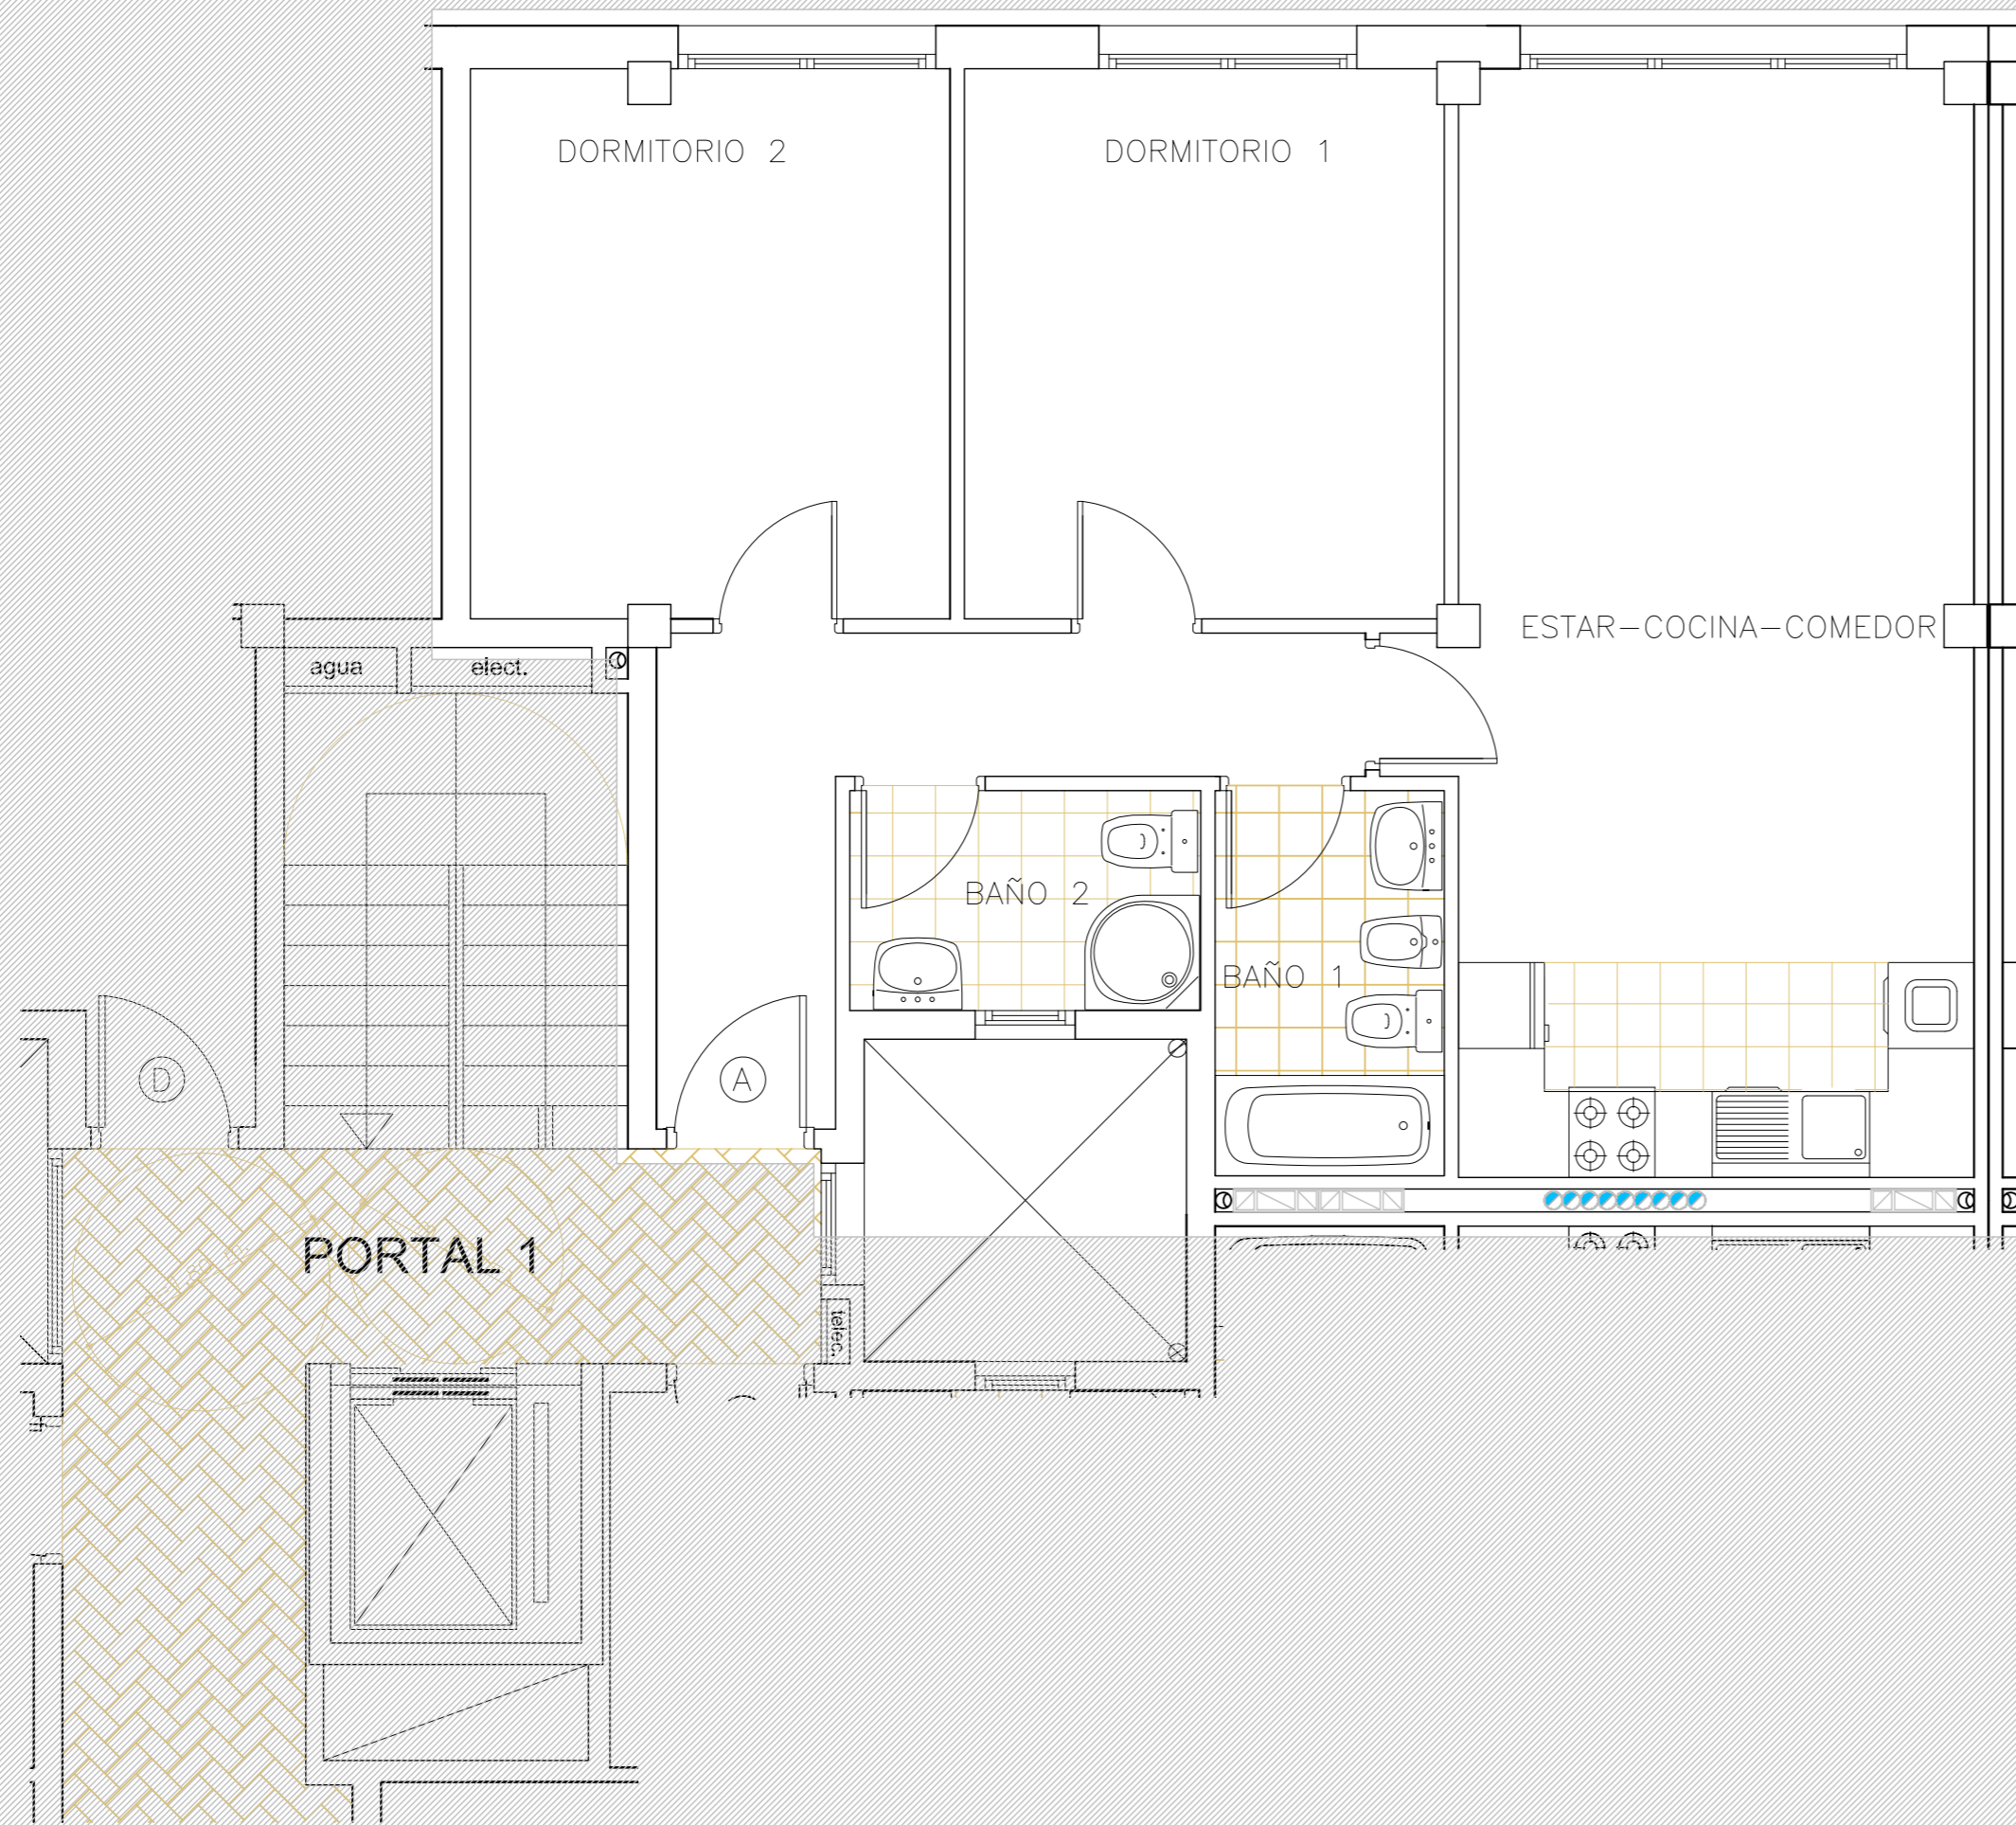 DORMITORIO 2
DORMITORIO 1
ESTAR-COCINA-COMEDOR
agua
elect.
BAÑO 2
BAÑO 1
D
A
PORTAL 1
telec.